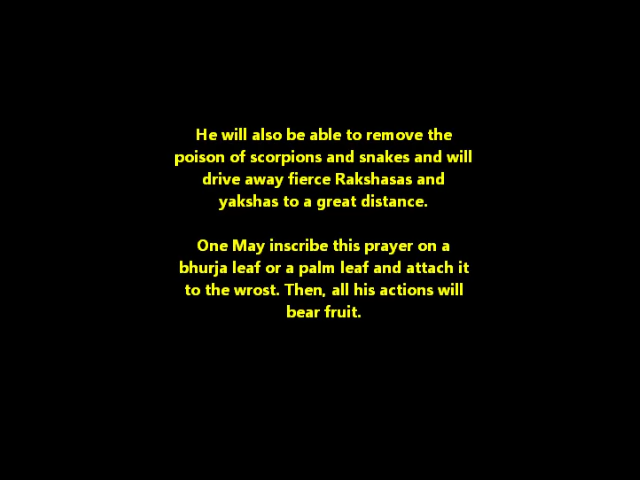 He will also be able to remove the
poison of scorpions and snakes and will
drive away fierce Rakshasas and
yakshas to a great distance.
One May inscribe this prayer on a
bhurja leaf or a palm leaf and attach it
to the wrost. Then, all his actions will
bear fruit.